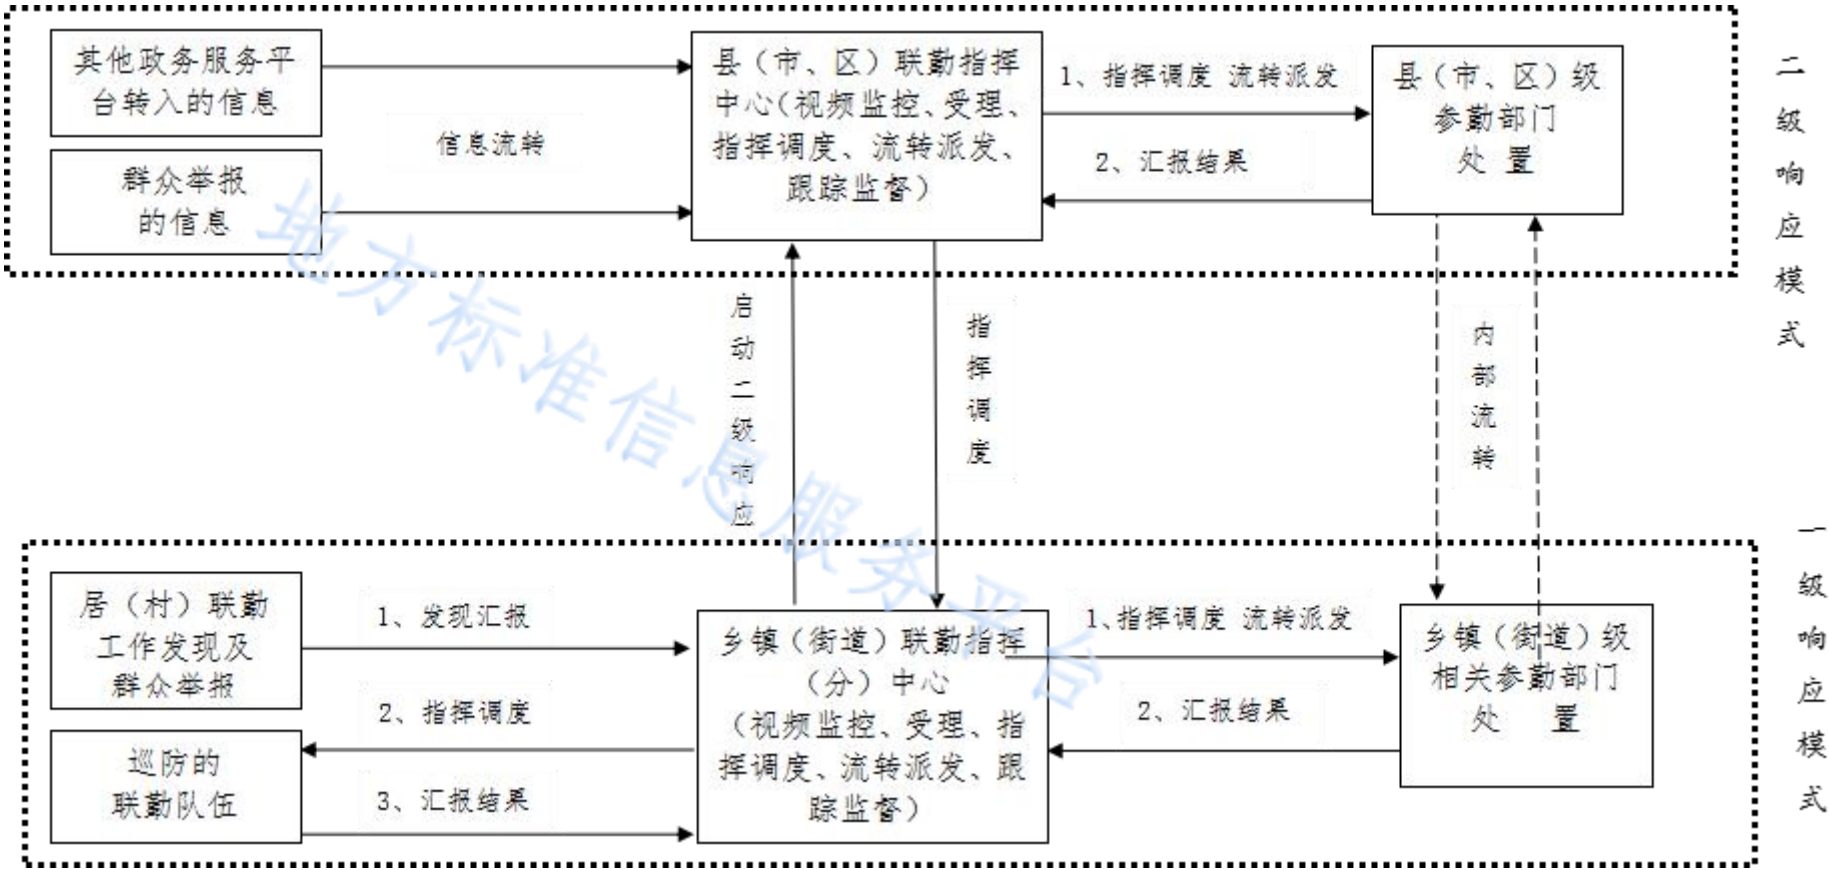 其他政务服务平
台转入的信息
群众举报
的信息
信息流转
县（市、区）联勤指挥
中心（视频监控、受理、
指挥调度、流转派发、
跟踪监督）
1、指挥调度 流转派发
2、汇报结果
县（市、区）级
参勤部门
处 置
二级响应模式
启动二级响应
指挥调度
内部流转
居（村）联勤
工作发现及
群众举报
巡防的
联勤队伍
1、发现汇报
2、指挥调度
3、汇报结果
乡镇（街道）联勤指挥
（分）中心
（视频监控、受理、指
挥调度、流转派发、跟
踪监督）
1、指挥调度 流转派发
2、汇报结果
乡镇（街道）级
相关参勤部门
处 置
一级响应模式
地方标准信息服务平台